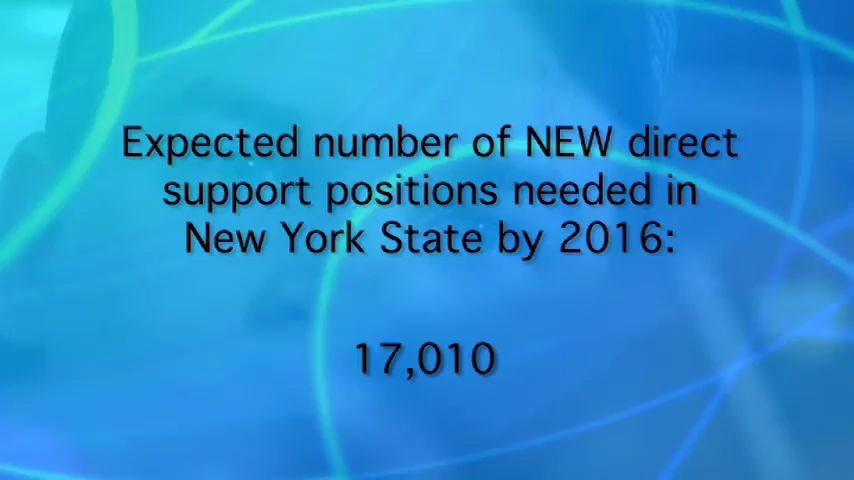 Expected number of NEW direct
support positions needed in
New York State by 2016:
17,010